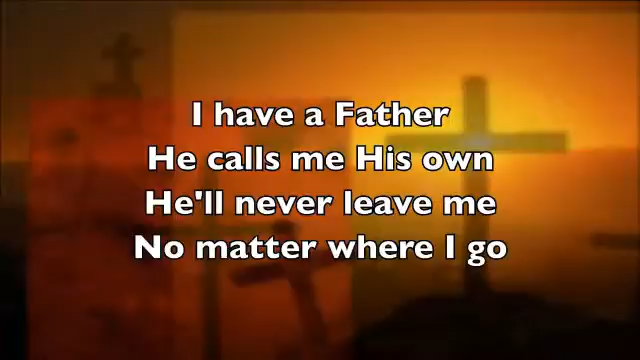 I have a Father
He calls me His own
He'll never leave me
No matter where I go